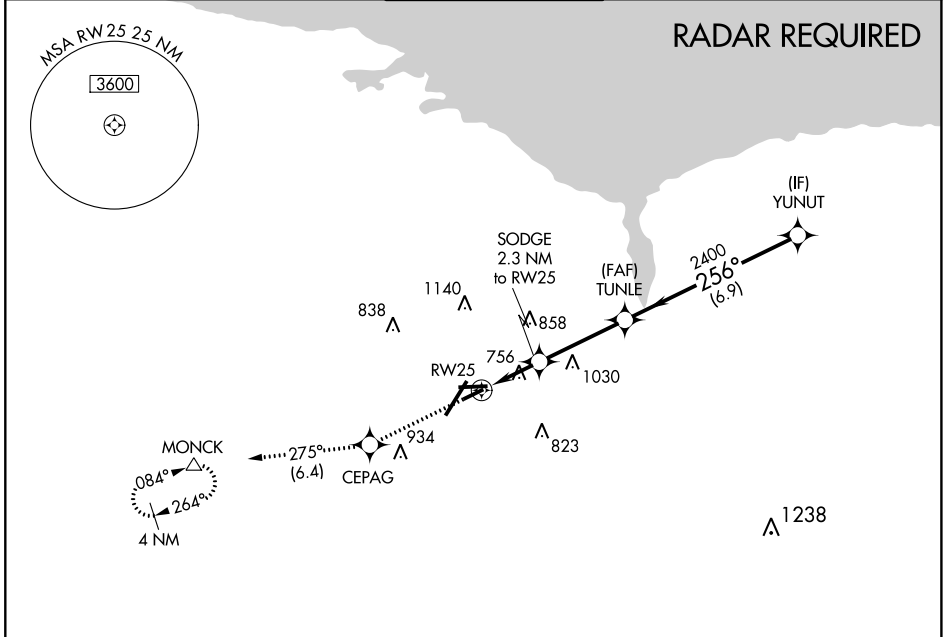 RADAR REQUIRED
MSA RW25 25 NM
3600
(IF)
YUNUT
SODGE
2.3 NM
to RW25
(FAF)
TUNLE
2400
256°
(6.9)
1140
838
858
756
RW25
1030
934
823
MONCK
275°
(6.4)
CEPAG
084°
264°
4 NM
1238